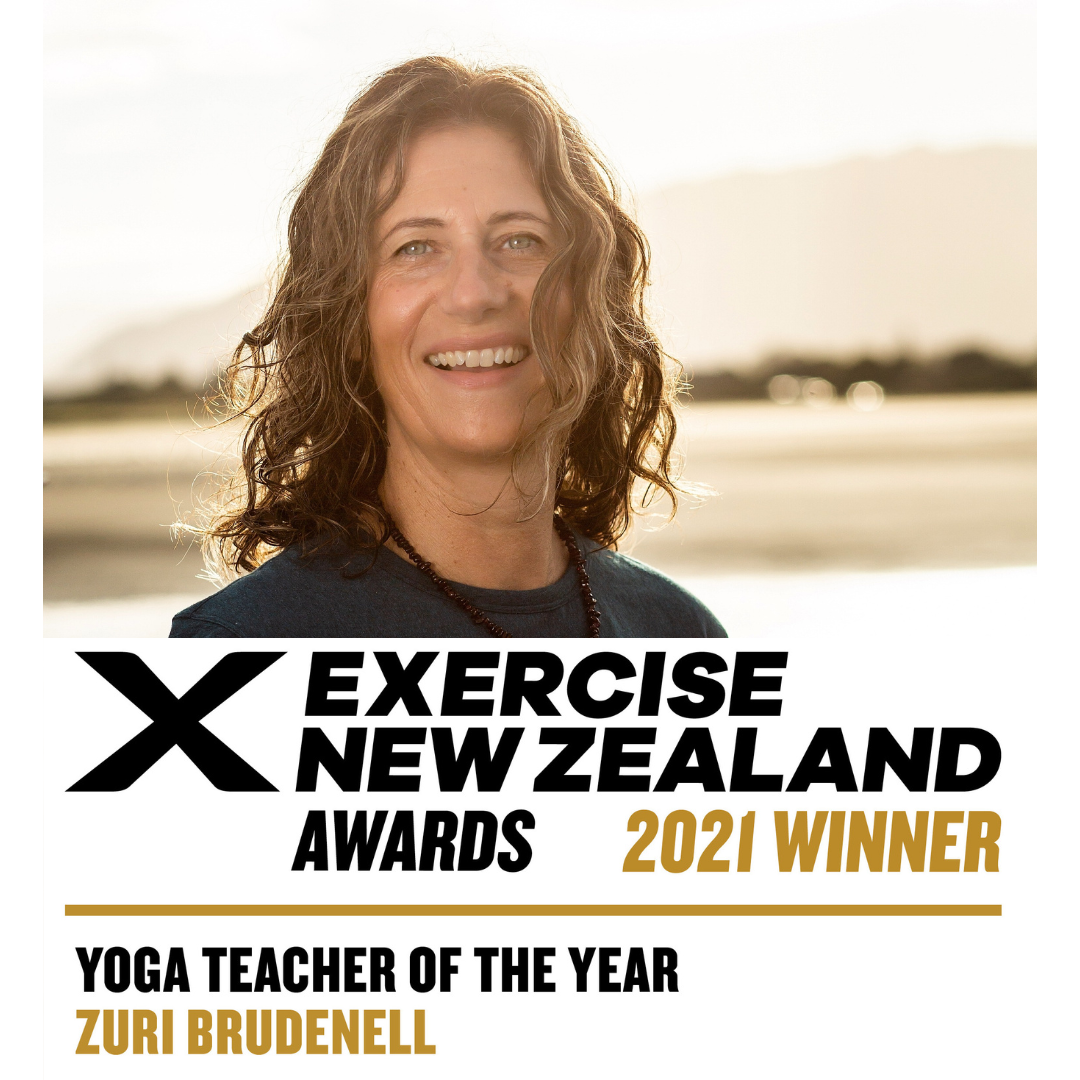 EXERCISE
NEW ZEALAND
AWARDS 2021 WINNER
YOGA TEACHER OF THE YEAR
ZURI BRUDENELL